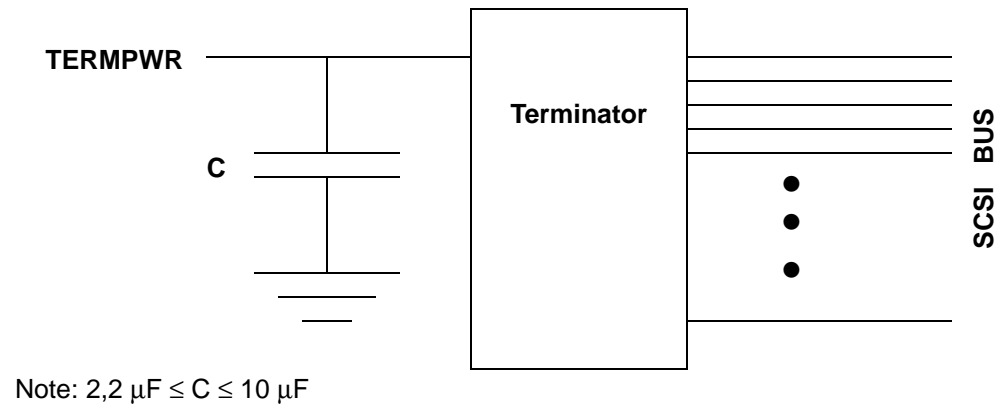 TERMPWR
Terminator
C
SCSI BUS
Note: 2,2 μF ≤ C ≤ 10 μF